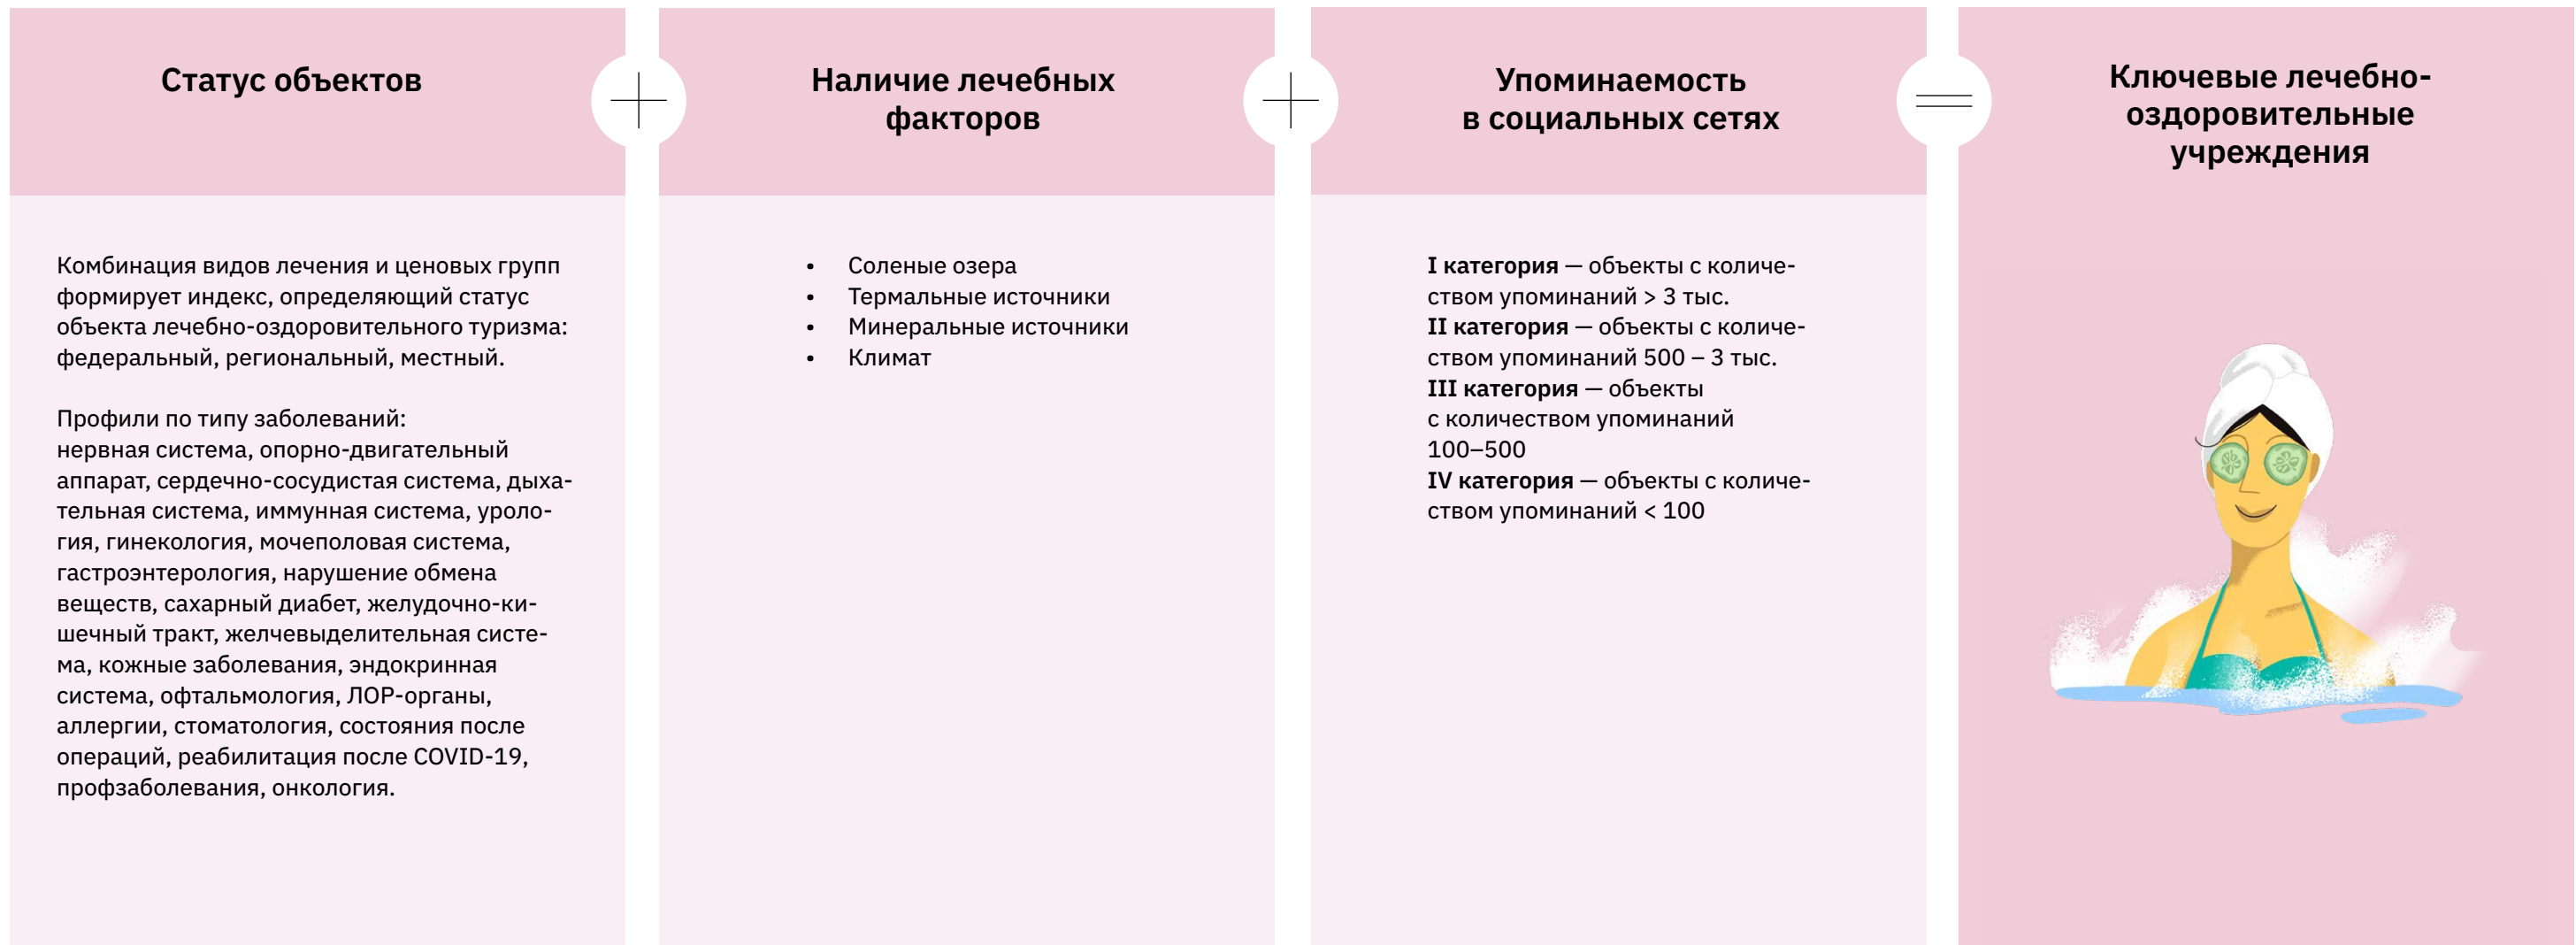 Статус объектов
Комбинация видов лечения и ценовых групп
формирует индекс, определяющий статус
объекта лечебно-оздоровительного туризма:
федеральный, региональный, местный.
Профили по типу заболеваний:
нервная система, опорно-двигательный
аппарат, сердечно-сосудистая система, дыха-
тельная система, иммунная система, уроло-
гия, гинекология, мочеполовая система,
гастроэнтерология, нарушение обмена
веществ, сахарный диабет, желудочно-ки-
шечный тракт, желчевыделительная систе-
ма, кожные заболевания, эндокринная
система, офтальмология, ЛОР-органы,
аллергии, стоматология, состояния после
операций, реабилитация после COVID-19,
профзаболевания, онкология.
Наличие лечебных
факторов
• Соленые озера
• Термальные источники
• Минеральные источники
• Климат
Упоминаемость
в социальных сетях
I категория — объекты с количе-
ством упоминаний > 3 тыс.
II категория — объекты с количе-
ством упоминаний 500 – 3 тыс.
III категория — объекты
с количеством упоминаний
100–500
IV категория — объекты с количе-
ством упоминаний < 100
Ключевые лечебно-
оздоровительные
учреждения